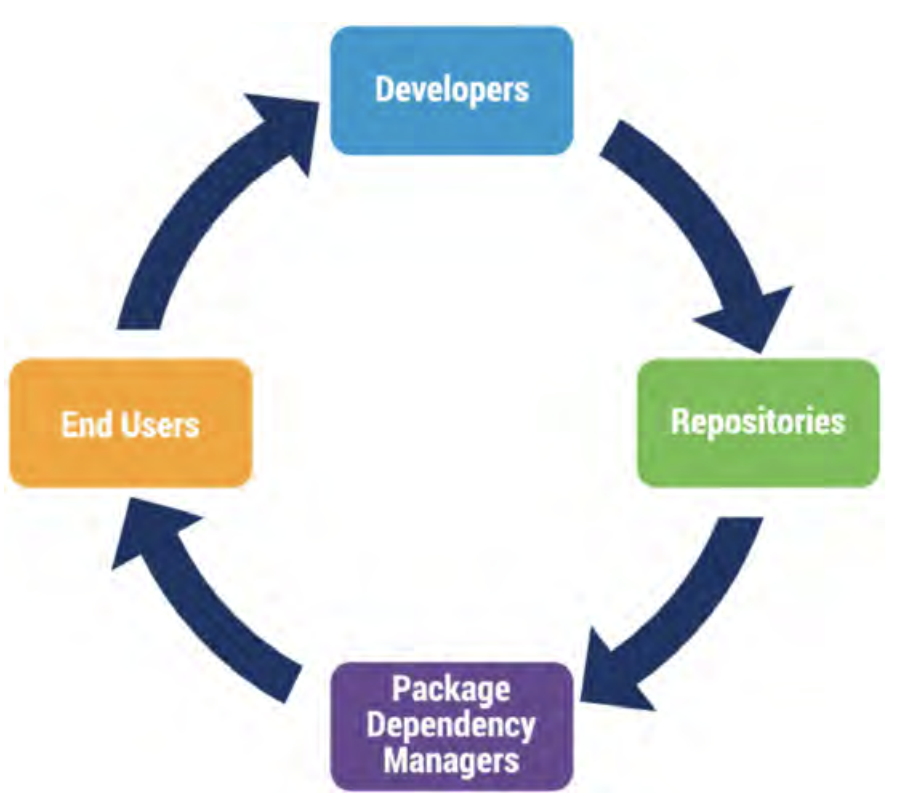 Developers
Repositories
Package
Dependency
Managers
End Users